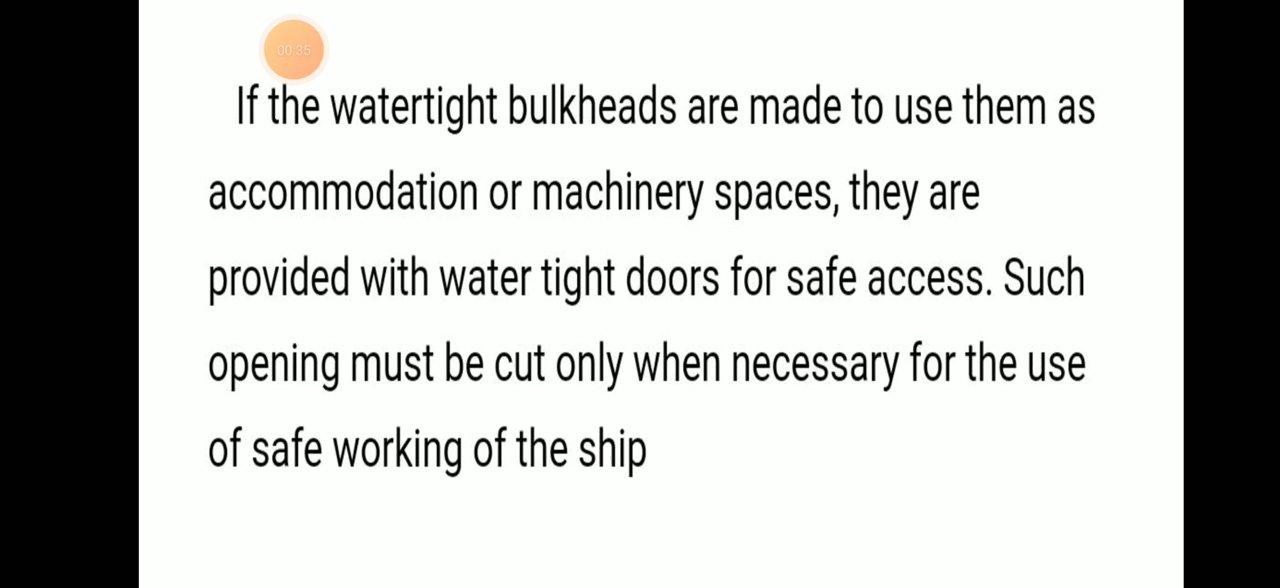 00:35
If the watertight bulkheads are made to use them as
accommodation or machinery spaces, they are
provided with water tight doors for safe access. Such
opening must be cut only when necessary for the use
of safe working of the ship